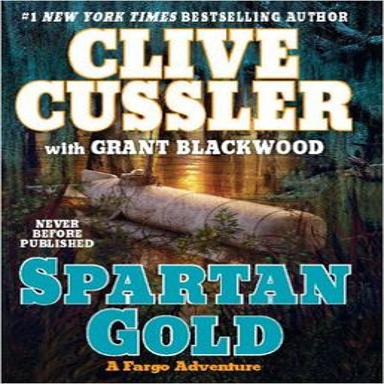 #1 NEW YORK TIMES BESTSELLING AUTHOR
CLIVE
CUSSLER
with GRANT BLACKWOOD
NEVER
BEFORE
PUBLISHED
SPARTAN
GOLD
A Fargo Adventure